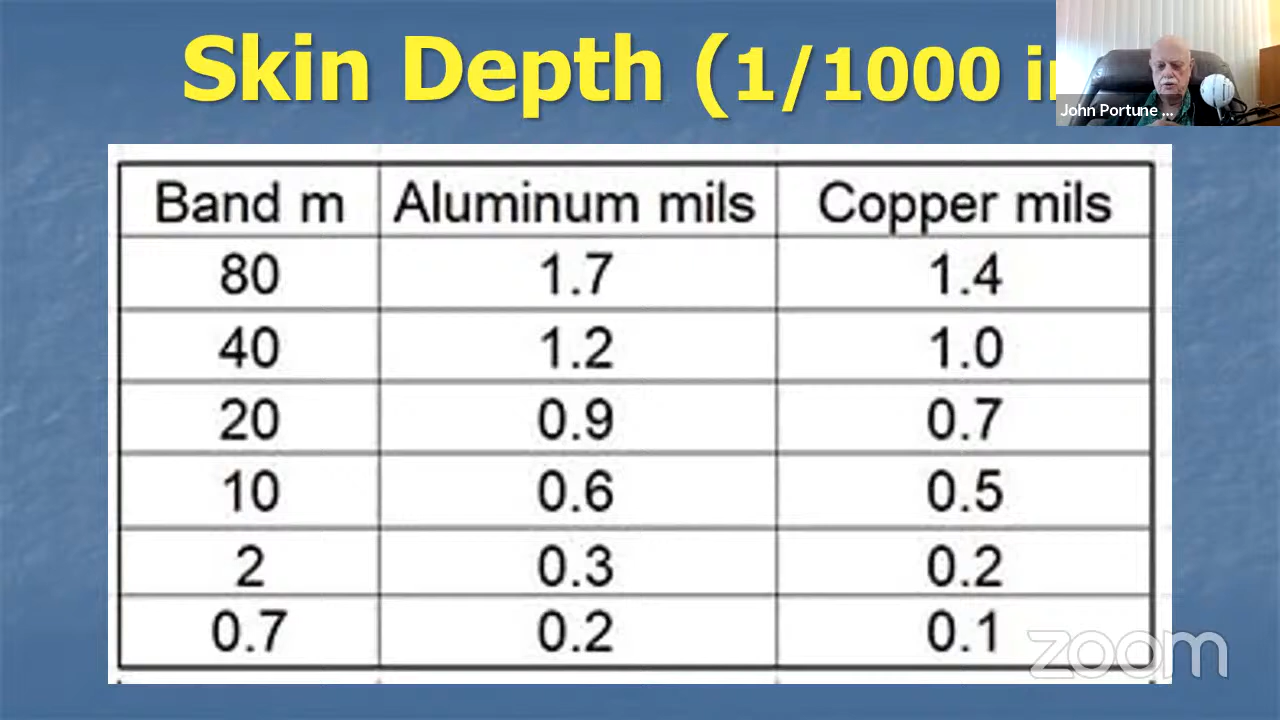 Skin Depth (1/1000 in
John Portune ...
Band m Aluminum mils Copper mils
80 1.7 1.4
40 1.2 1.0
20 0.9 0.7
10 0.6 0.5
2 0.3 0.2
0.7 0.2 0.1
zoom